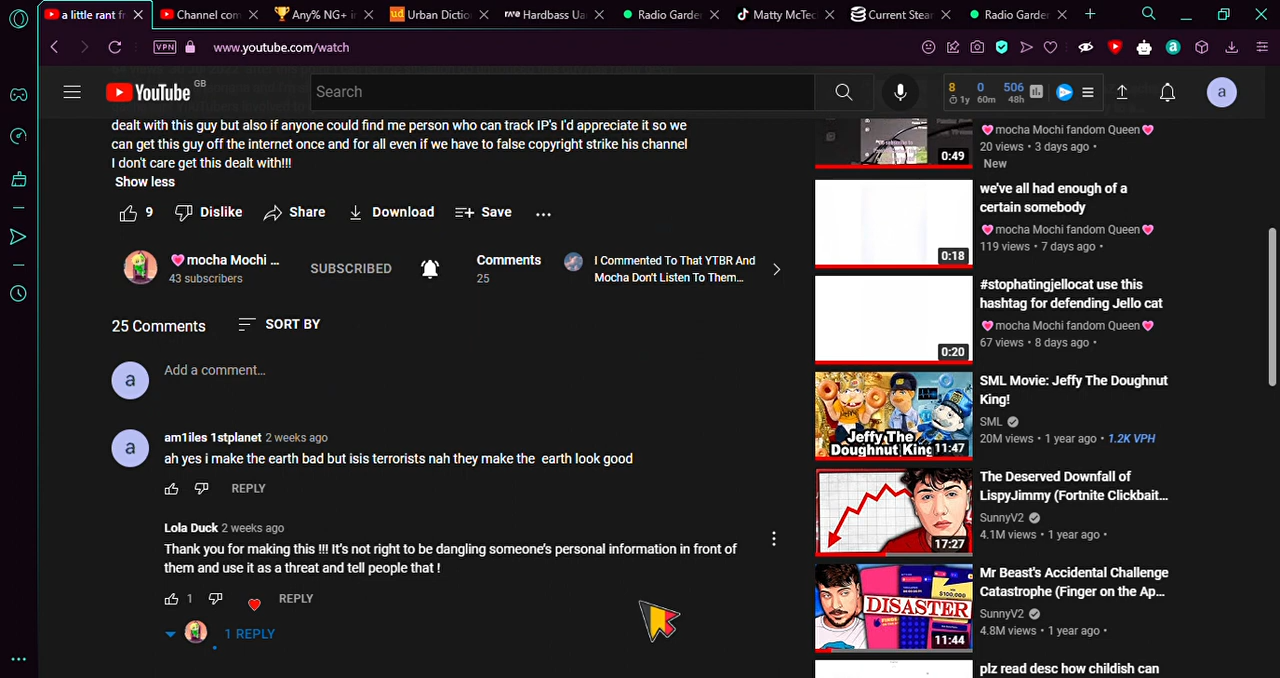 a little rant fr
Channel com
Any% NG+ i
Urban Dictio
Hardbass Ua
Radio Garde
Matty McTec
Current Stea
Radio Garde
VPN
www.youtube.com/watch
YouTube GB
Search
8 0 506
1y 60m 48h
a
dealt with this guy but also if anyone could find me person who can track IP's I'd appreciate it so we
can get this guy off the internet once and for all even if we have to false copyright strike his channel
I don't care get this dealt with!!!
Show less
9 Dislike Share Download Save
mocha Mochi ...
43 subscribers
SUBSCRIBED
Comments
25
I Commented To That YTBR And
Mocha Don't Listen To Them...
25 Comments
SORT BY
a
Add a comment...
a
am1iles 1stplanet 2 weeks ago
ah yes i make the earth bad but isis terrorists nah they make the earth look good
REPLY
Lola Duck 2 weeks ago
Thank you for making this !!! It's not right to be dangling someone's personal information in front of
them and use it as a threat and tell people that !
1 REPLY
1 REPLY
0:49
💗mocha Mochi fandom Queen💗
20 views • 3 days ago •
New
0:18
we've all had enough of a
certain somebody
💗mocha Mochi fandom Queen💗
119 views • 7 days ago •
0:20
#stophatingjellocat use this
hashtag for defending Jello cat
💗mocha Mochi fandom Queen💗
67 views • 8 days ago •
Jeffy The
Doughnut King
11:47
SML Movie: Jeffy The Doughnut
King!
SML
20M views • 1 year ago • 1.2K VPH
17:27
The Deserved Downfall of
LispyJimmy (Fortnite Clickbait...
SunnyV2
4.1M views • 1 year ago •
$100,000
DISASTER
11:44
Mr Beast's Accidental Challenge
Catastrophe (Finger on the Ap...
SunnyV2
4.8M views • 1 year ago •
plz read desc how childish can